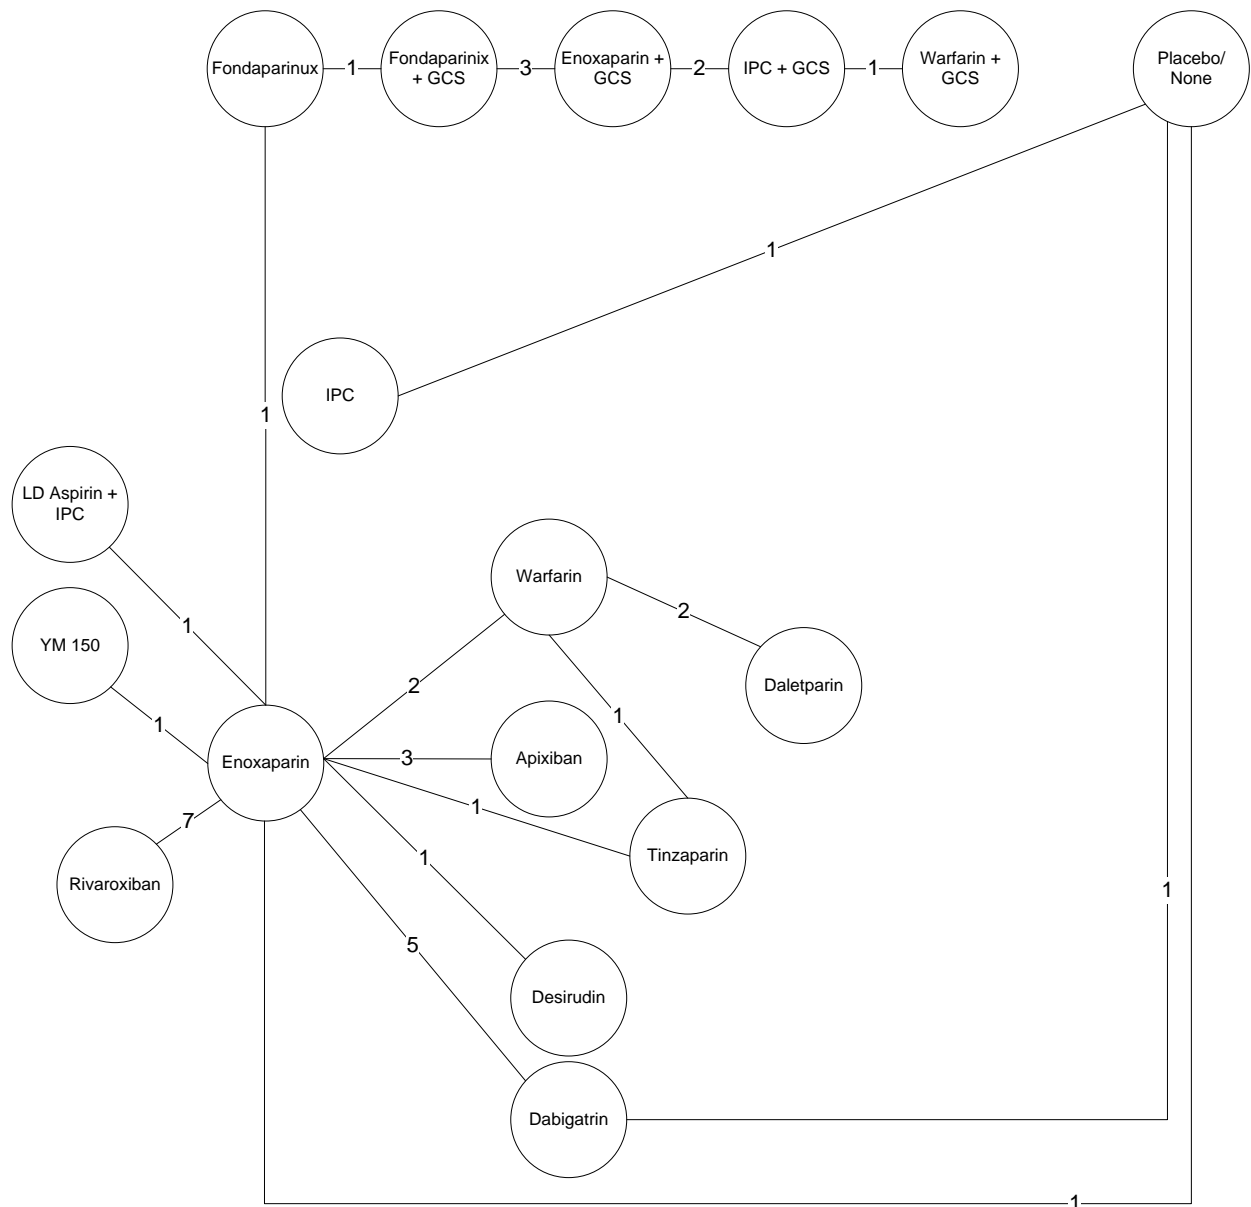 Fondaparinux
1
Fondaparinix
+ GCS
3
Enoxaparin +
GCS
2
IPC + GCS
1
Warfarin +
GCS
Placebo/
None
1
IPC
1
LD Aspirin +
IPC
Warfarin
2
1
YM 150
Daletparin
2
1
1
Enoxaparin
3
Apixiban
1
7
1
Tinzaparin
Rivaroxiban
1
5
Desirudin
Dabigatrin
1